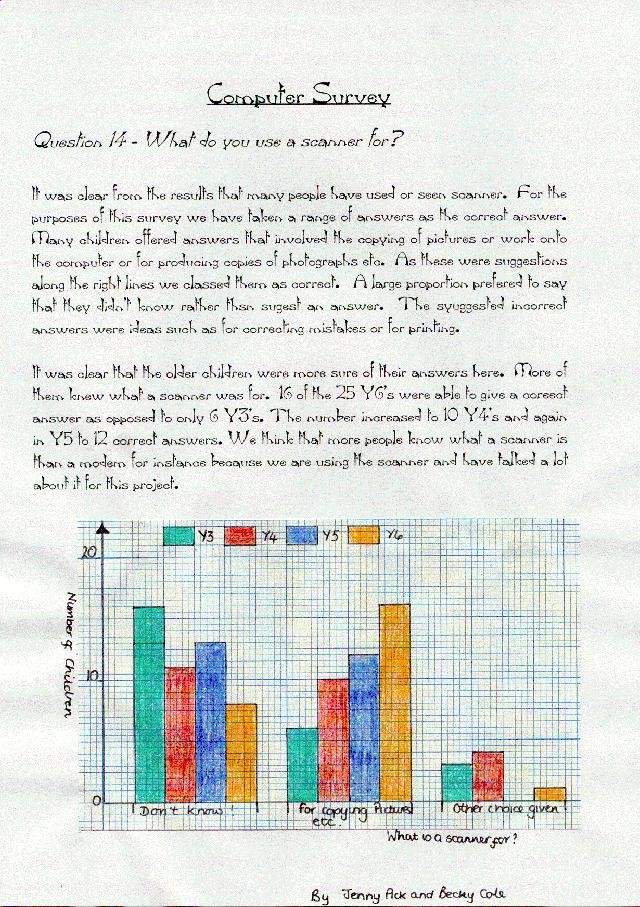 Computer Survey
Question 14 - What do you use a scanner for?
It was clear from the results that many people have used or seen scanner. For the
purposes of this survey we have taken a range of answers as the correct answer.
Many children offered answers that involved the copying of pictures or work onto
the computer or for producing copies of photographs etc. As these were suggestions
along the right lines we classed them as correct. A large proportion prefered to say
that they didn't know rather than sugest an answer. The syuggested incorrect
answers were ideas such as for correcting mistakes or for printing.
It was clear that the older children were more sure of their answers here. More of
them knew what a scanner was for. 16 of the 25 Y6's were able to give a coreect
answer as opposed to only 6 Y3's. The number increased to 10 Y4's and again
in Y5 to 12 correct answers. We think that more people know what a scanner is
than a modem for instance because we are using the scanner and have talked a lot
about it for this project.
Y3 Y4 Y5 Y6
20
10
0
Number of Children
Don't know!
for copying Pictures
etc.
Other choice given!
What is a scanner for?
By Jenny Ack and Becky Cole